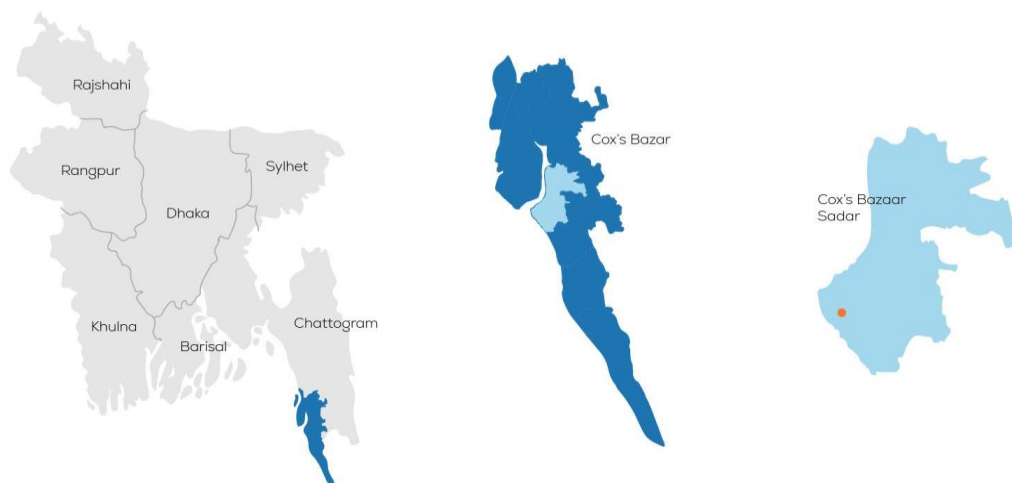 Rajshahi
Rangpur
Sylhet
Dhaka
Khulna
Barisal
Chattogram
Cox's Bazar
Cox's Bazaar
Sadar